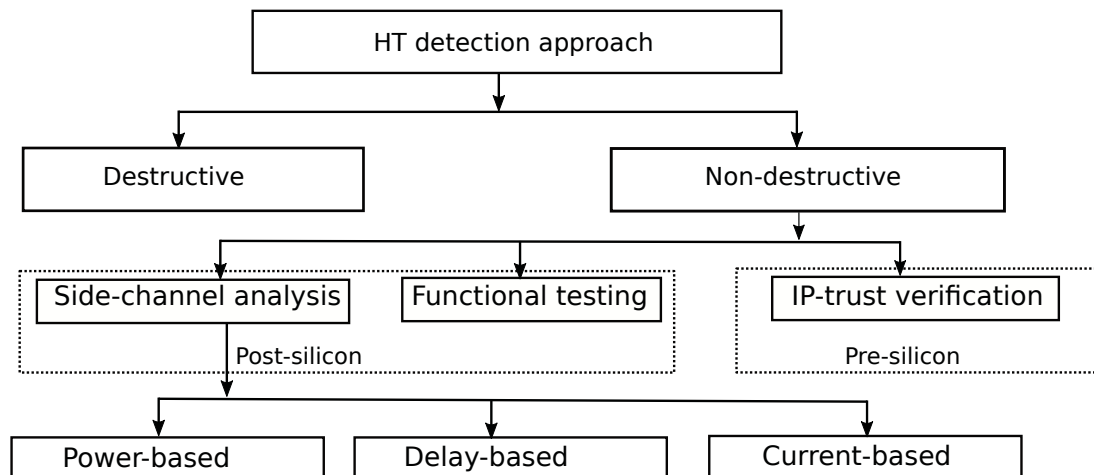 HT detection approach
Destructive
Non-destructive
Side-channel analysis
Functional testing
IP-trust verification
Post-silicon
Pre-silicon
Power-based
Delay-based
Current-based